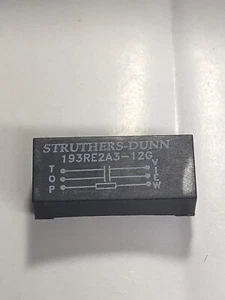 STRUTHERS-DUNN
193RE2A3-12G
TOP
VIEW